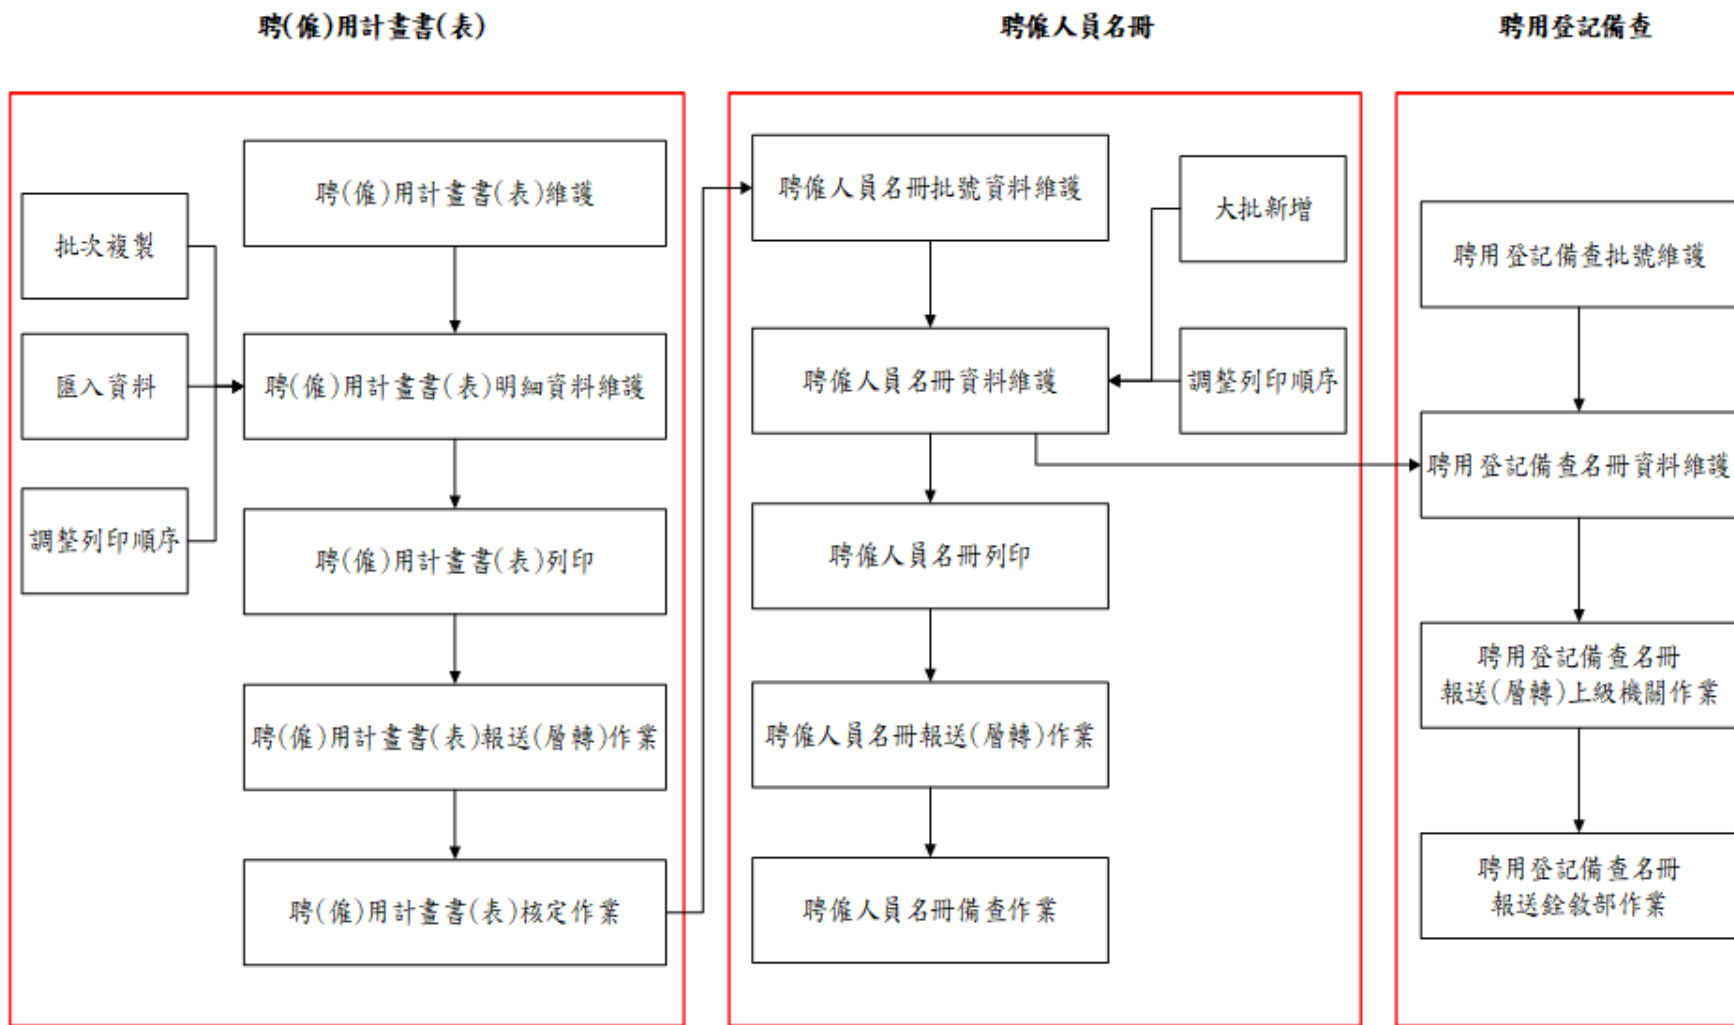 聘(僱)用計畫書(表)
聘僱人員名冊
聘用登記備查
聘(僱)用計畫書(表)維護
批次複製
匯入資料
聘(僱)用計畫書(表)明細資料維護
調整列印順序
聘(僱)用計畫書(表)列印
聘(僱)用計畫書(表)報送(層轉)作業
聘(僱)用計畫書(表)核定作業
聘僱人員名冊批號資料維護
大批新增
聘僱人員名冊資料維護
調整列印順序
聘僱人員名冊列印
聘僱人員名冊報送(層轉)作業
聘僱人員名冊備查作業
聘用登記備查批號維護
聘用登記備查名冊資料維護
聘用登記備查名冊
報送(層轉)上級機關作業
聘用登記備查名冊
報送銓敘部作業